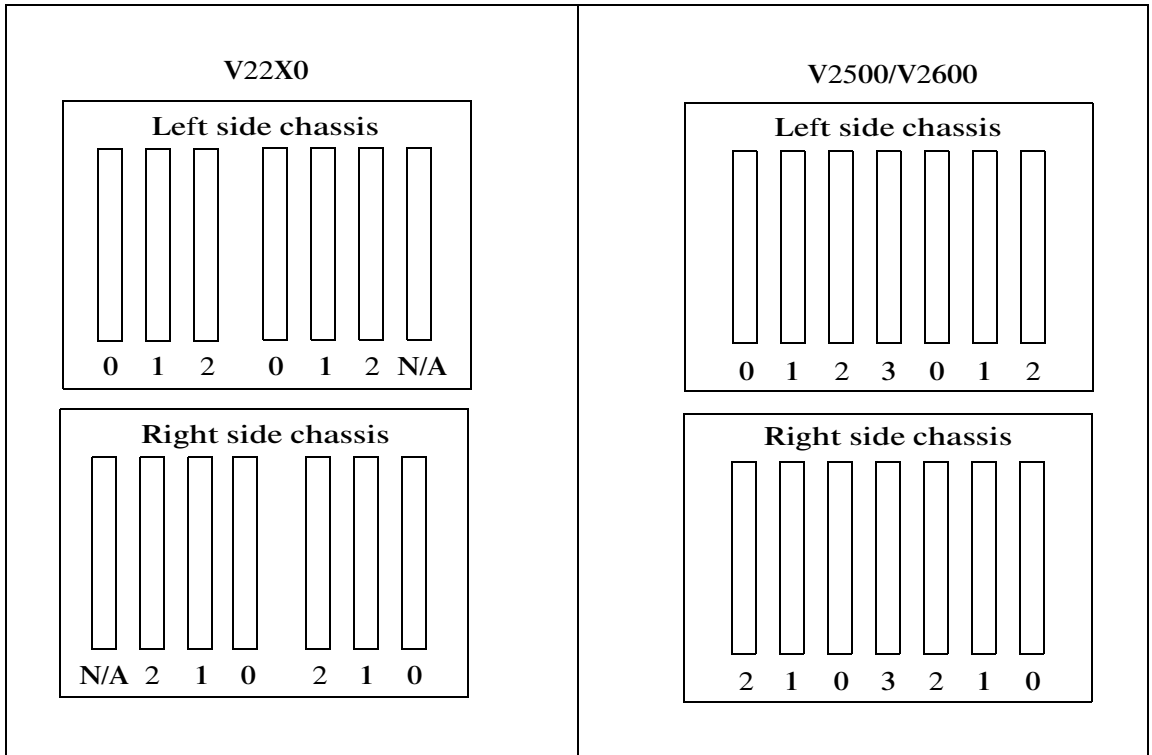 V22X0
Left side chassis
0 1 2 0 1 2 N/A
Right side chassis
N/A 2 1 0 2 1 0
V2500/V2600
Left side chassis
0 1 2 3 0 1 2
Right side chassis
2 1 0 3 2 1 0